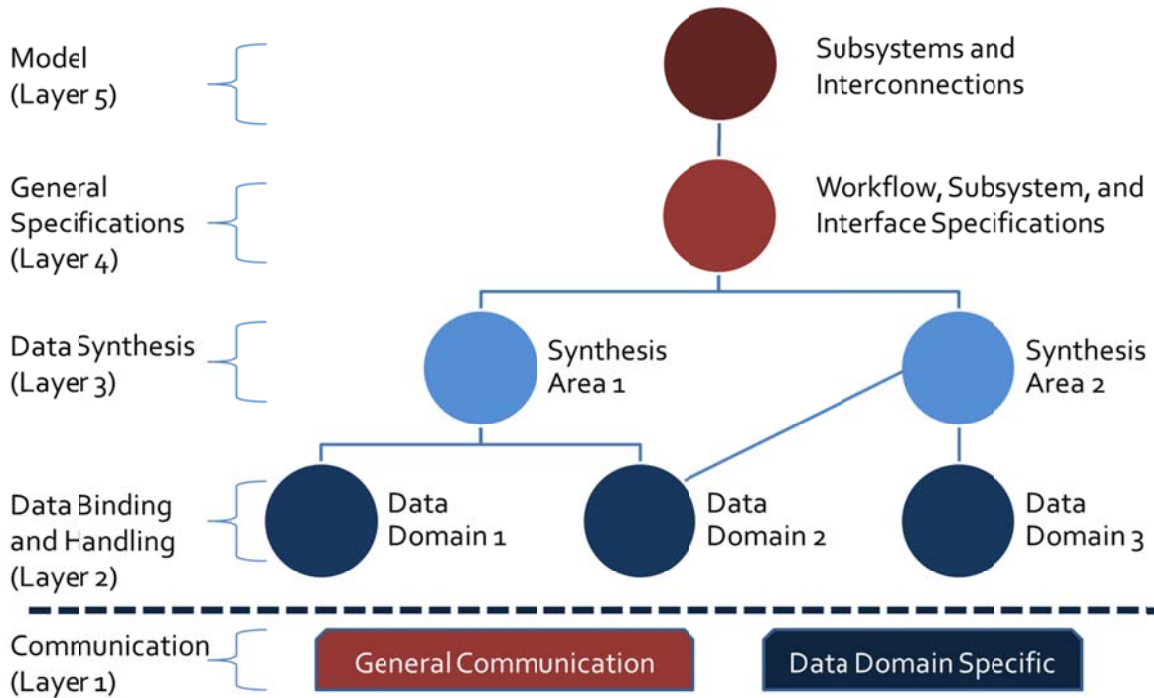 Model
(Layer 5)
Subsystems and
Interconnections
General
Specifications
(Layer 4)
Workflow, Subsystem, and
Interface Specifications
Data Synthesis
(Layer 3)
Synthesis
Area 1
Synthesis
Area 2
Data Binding
and Handling
(Layer 2)
Data
Domain 1
Data
Domain 2
Data
Domain 3
Communication
(Layer 1)
General Communication
Data Domain Specific